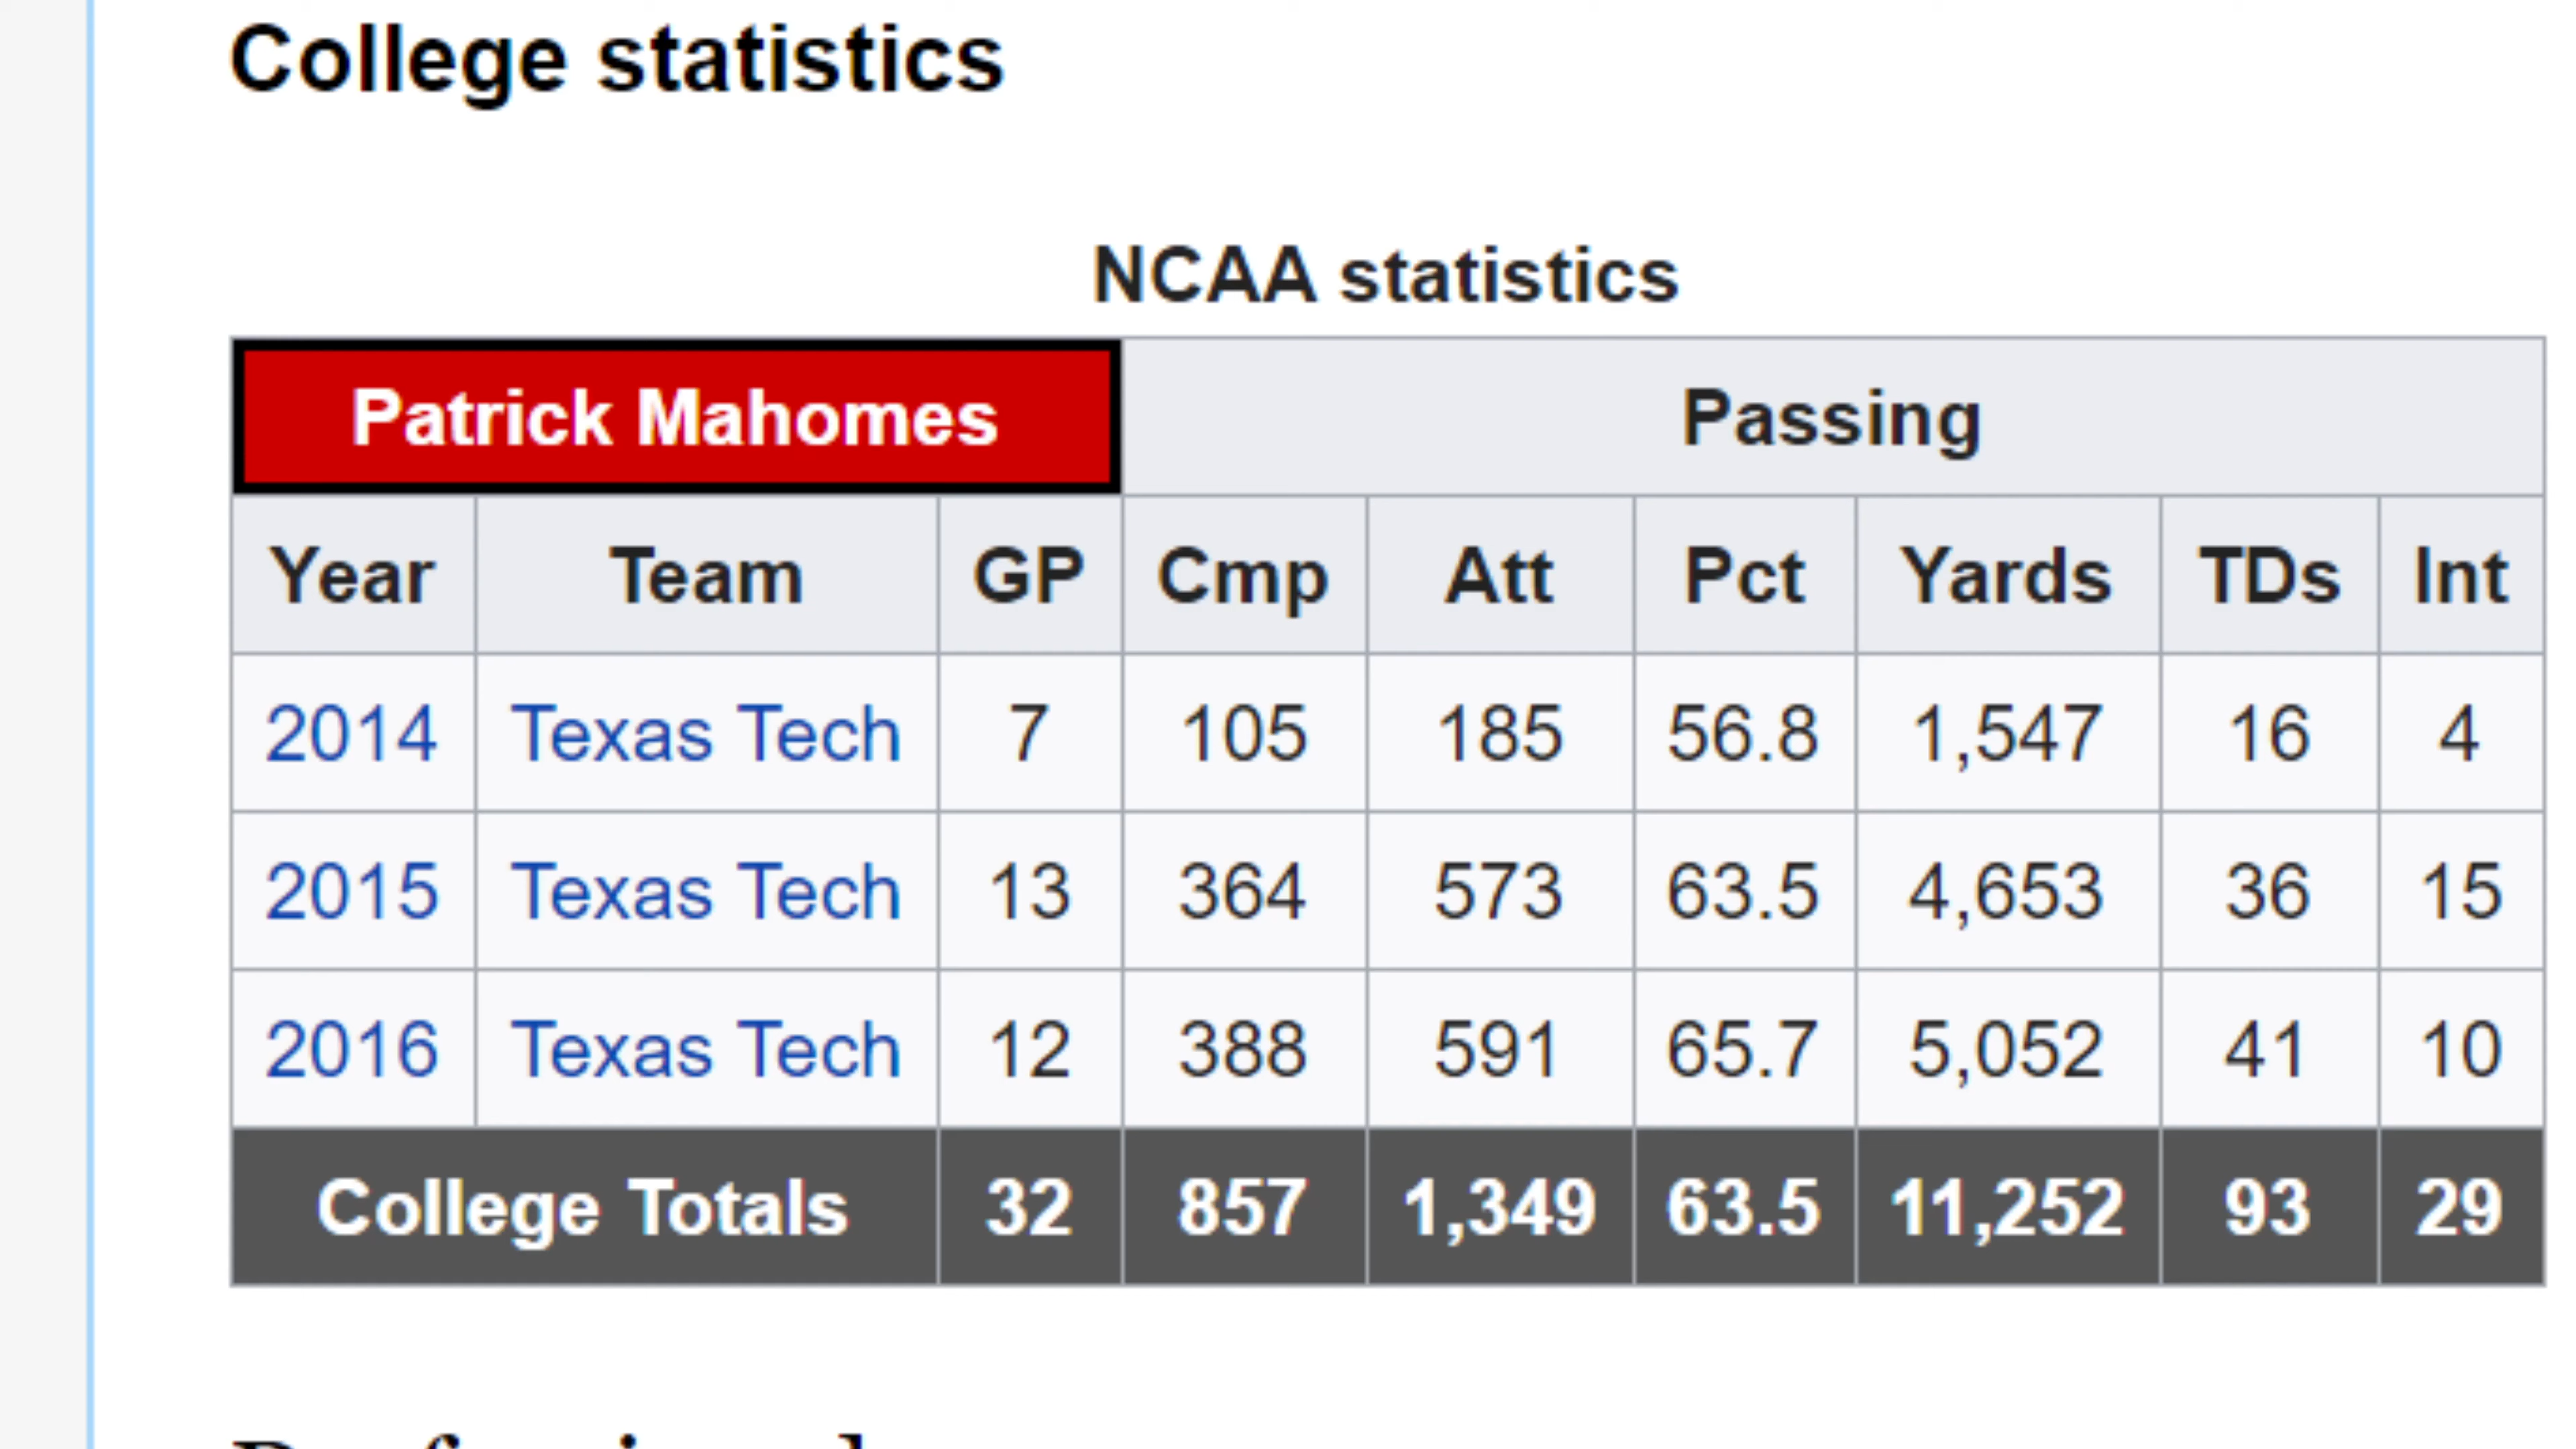 College statistics
NCAA statistics
Patrick Mahomes Passing
Year Team GP Cmp Att Pct Yards TDs Int
2014 Texas Tech 7 105 185 56.8 1,547 16 4
2015 Texas Tech 13 364 573 63.5 4,653 36 15
2016 Texas Tech 12 388 591 65.7 5,052 41 10
College Totals 32 857 1,349 63.5 11,252 93 29